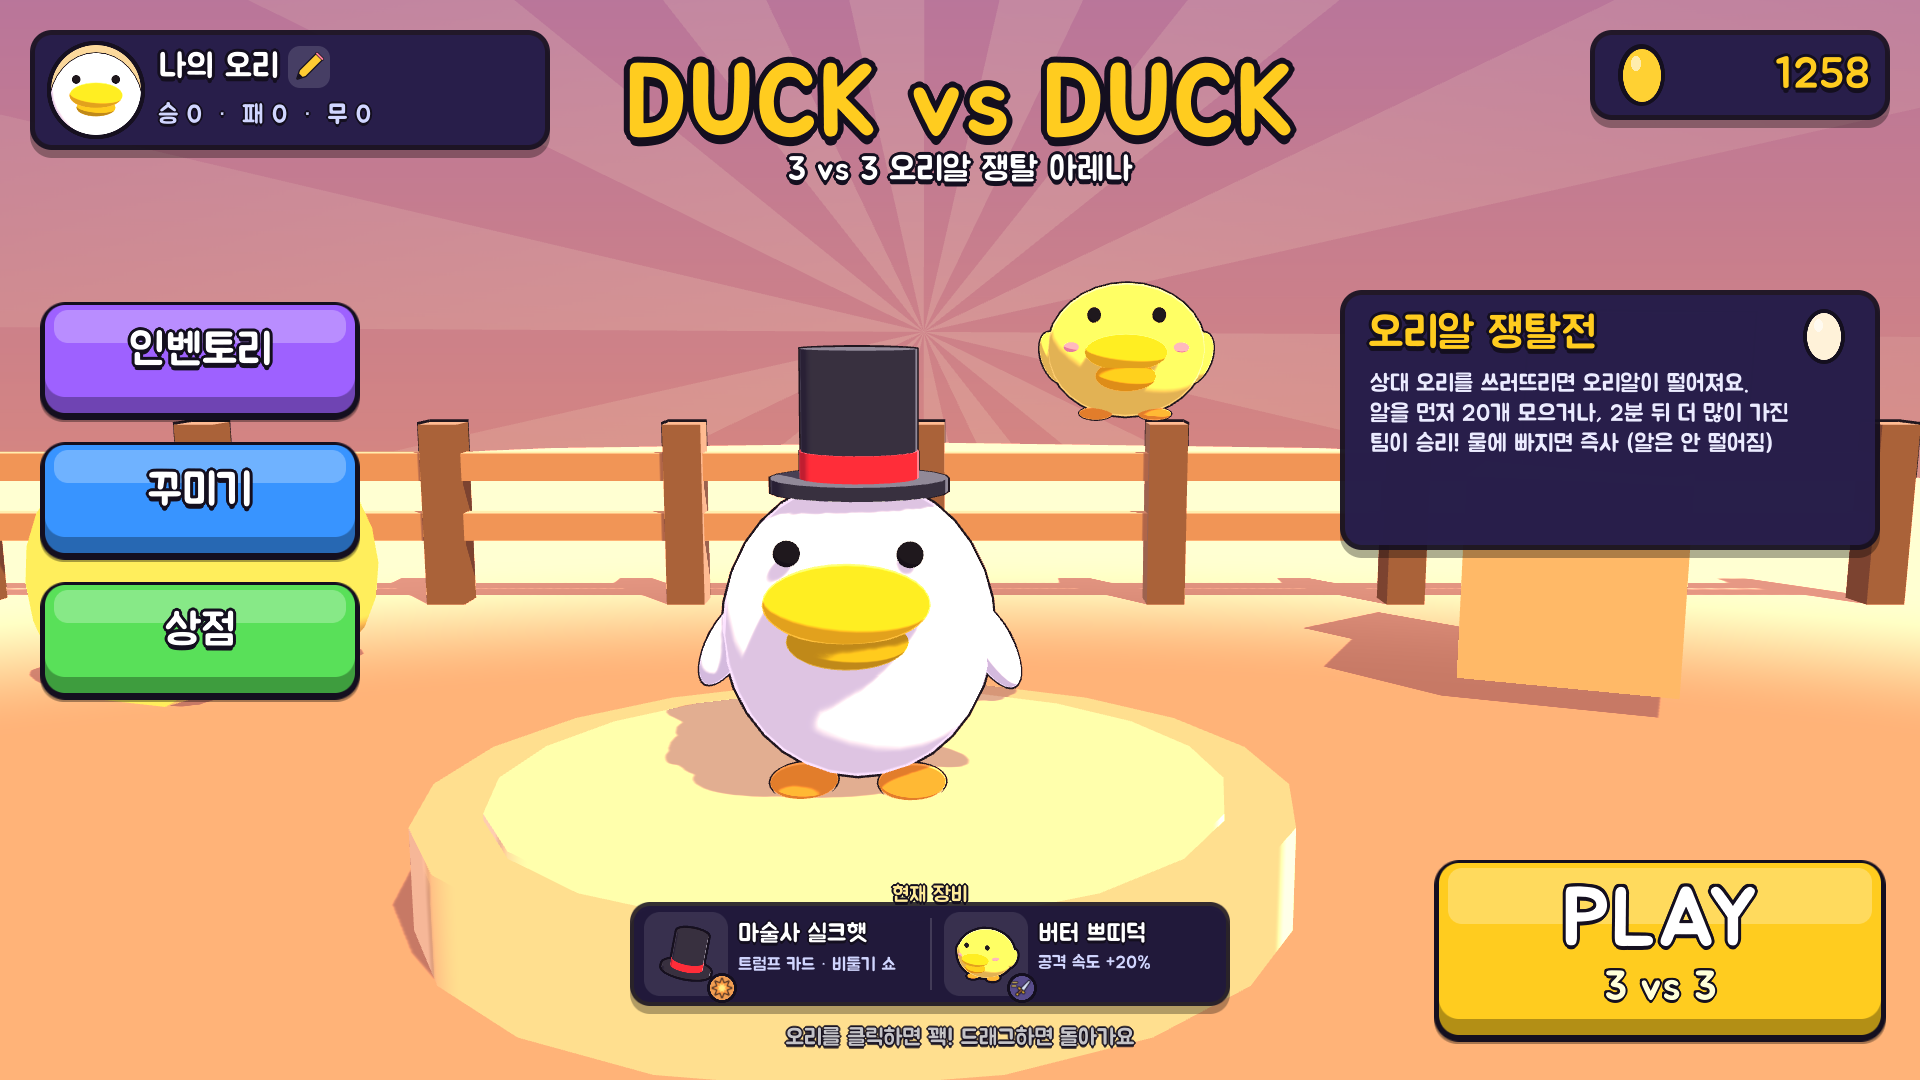 나의 오리
승 0 · 패 0 · 무 0
DUCK vs DUCK
3 vs 3 오리알 쟁탈 아레나
1258
인벤토리
꾸미기
상점
오리알 쟁탈전
상대 오리를 쓰러뜨리면 오리알이 떨어져요.
알을 먼저 20개 모으거나, 2분 뒤 더 많이 가진
팀이 승리! 물에 빠지면 즉사 (알은 안 떨어짐)
현재 장비
마술사 실크햇
트럼프 카드 · 비둘기 쇼
버터 쁘띠덕
공격 속도 +20%
오리를 클릭하면 꽥! 드래그하면 돌아가요
PLAY
3 vs 3